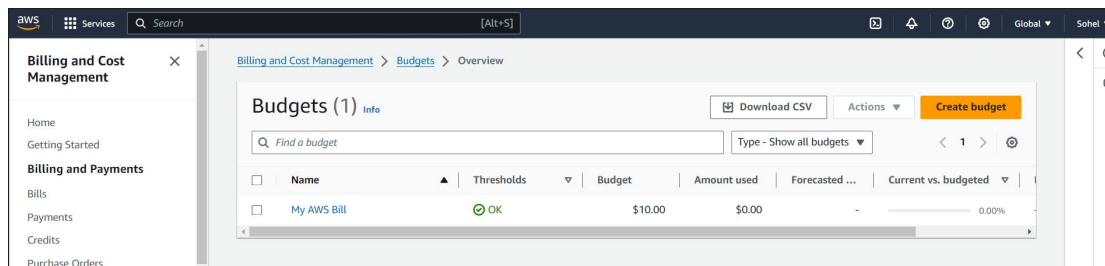 aws Services Search [Alt+S] Global Sohel
Billing and Cost Management
Billing and Cost Management > Budgets > Overview
Home
Getting Started
Billing and Payments
Bills
Payments
Credits
Purchase Orders
Budgets (1) Info Download CSV Actions Create budget
Find a budget Type - Show all budgets 1
Name Thresholds Budget Amount used Forecasted ... Current vs. budgeted
My AWS Bill OK $10.00 $0.00 - 0.00%